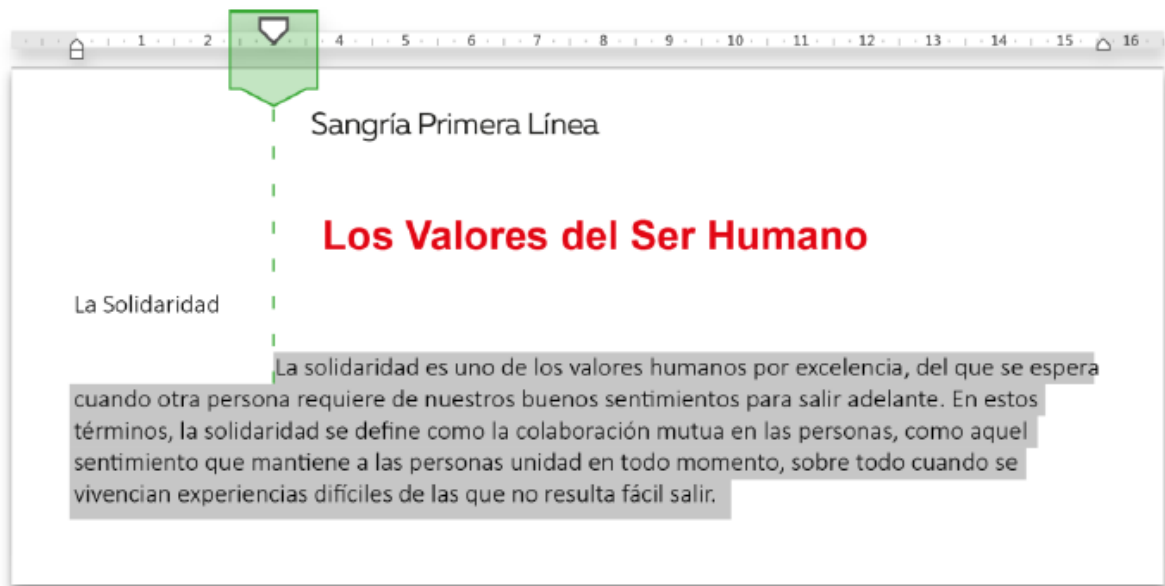 1 2 3 4 5 6 7 8 9 10 11 12 13 14 15 16
Sangría Primera Línea
Los Valores del Ser Humano
La Solidaridad
La solidaridad es uno de los valores humanos por excelencia, del que se espera
cuando otra persona requiere de nuestros buenos sentimientos para salir adelante. En estos
términos, la solidaridad se define como la colaboración mutua en las personas, como aquel
sentimiento que mantiene a las personas unidad en todo momento, sobre todo cuando se
vivencian experiencias difíciles de las que no resulta fácil salir.